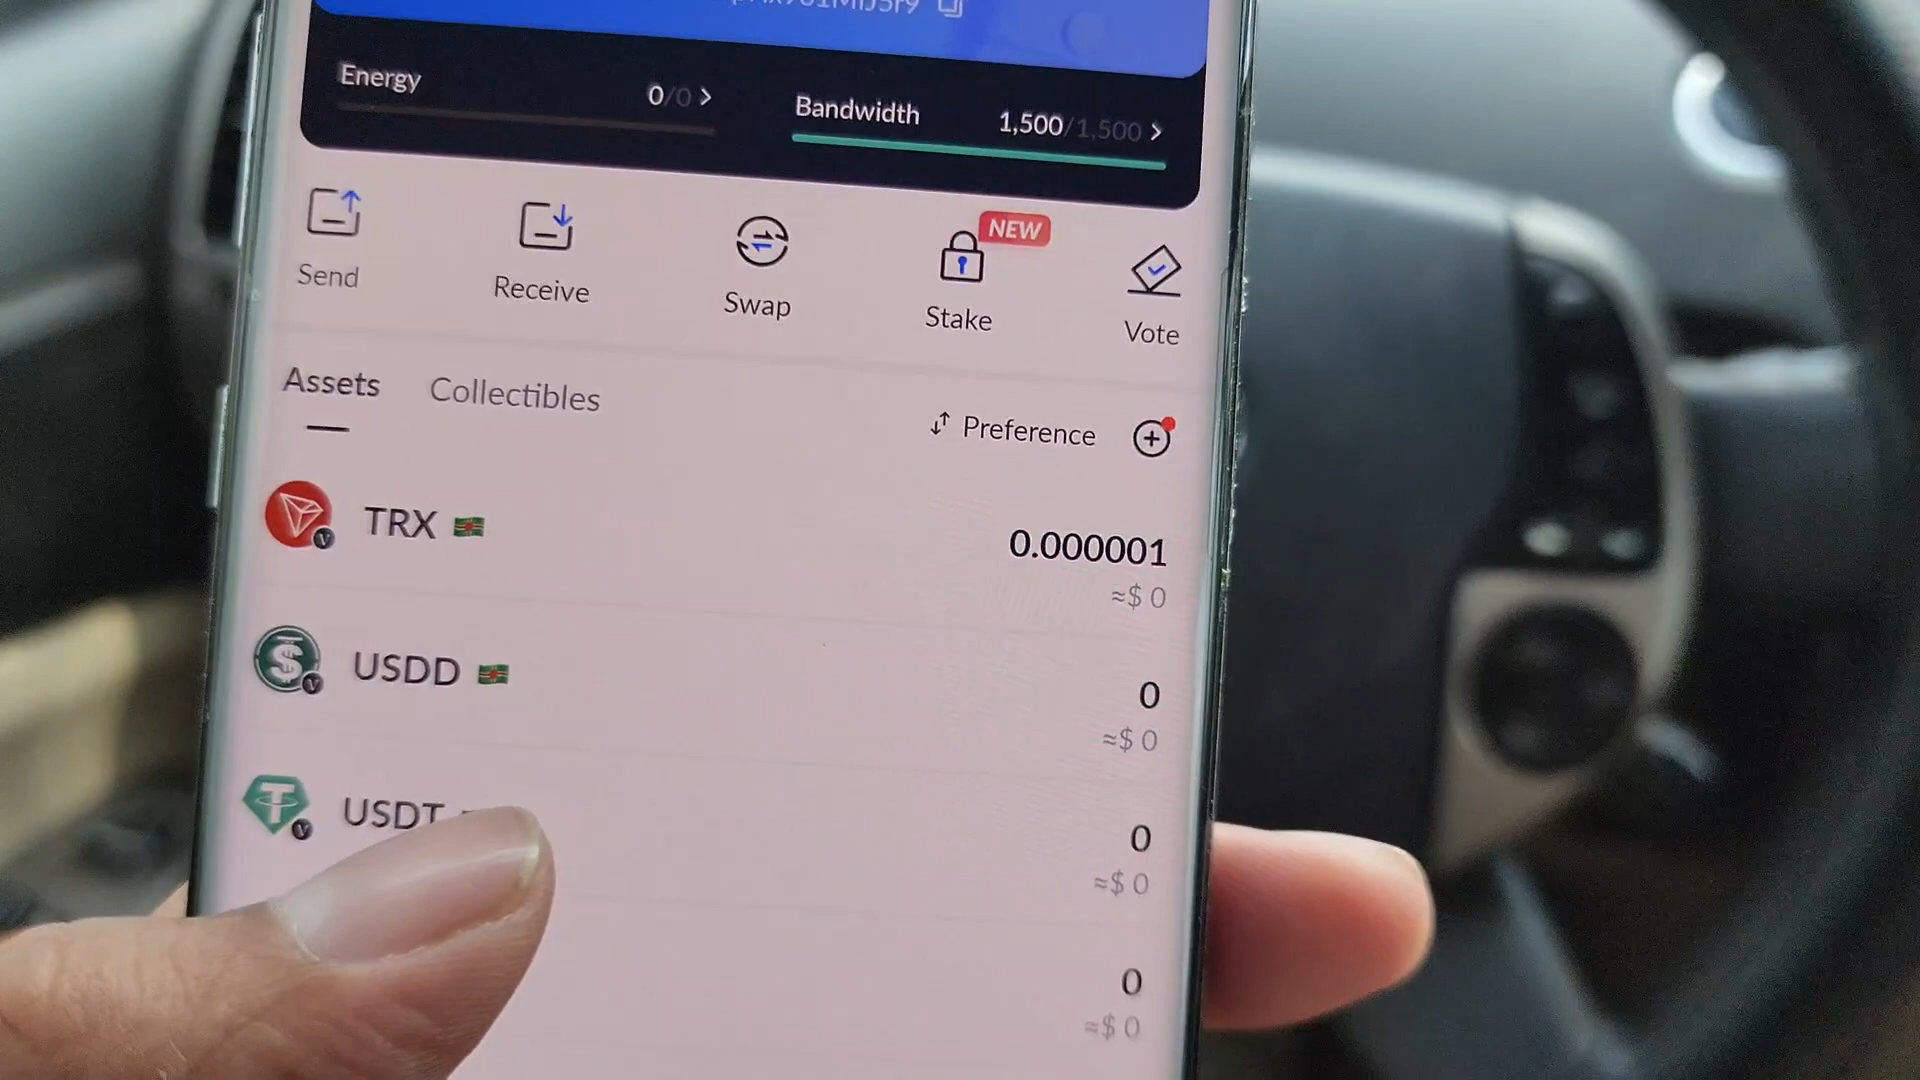 Energy 0/0 >
Bandwidth 1,500/1,500 >
Send
Receive
Swap
NEW
Stake
Vote
Assets
Collectibles
Preference
TRX
0.000001
≈$ 0
USDD
0
≈$ 0
USDT
0
≈$ 0
0
≈$ 0